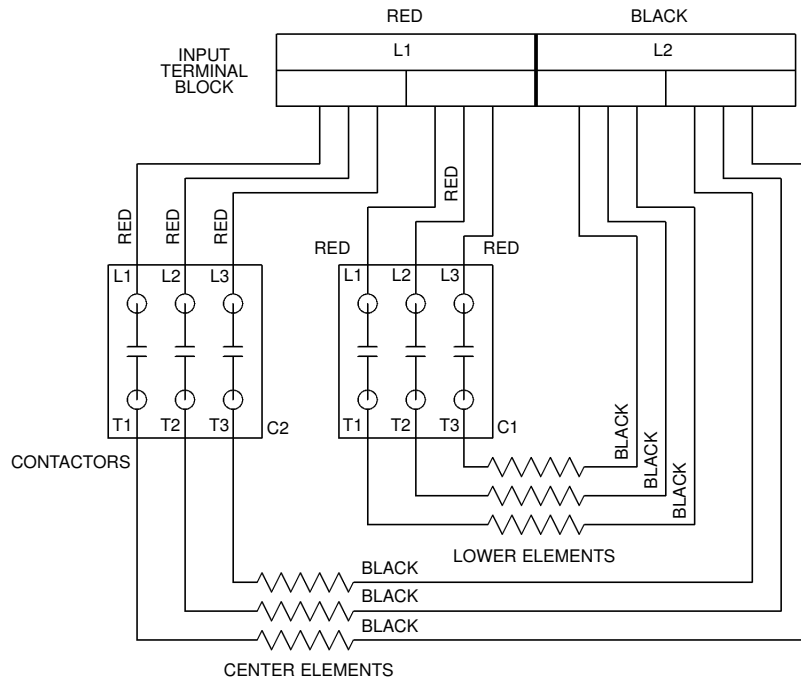 RED BLACK
INPUT
TERMINAL
BLOCK
L1 L2
RED RED RED RED
RED RED
L1 L2 L3 L1 L2 L3
T1 T2 T3 C2 T1 T2 T3 C1
CONTACTORS
BLACK
BLACK
BLACK
LOWER ELEMENTS
BLACK
BLACK
BLACK
CENTER ELEMENTS